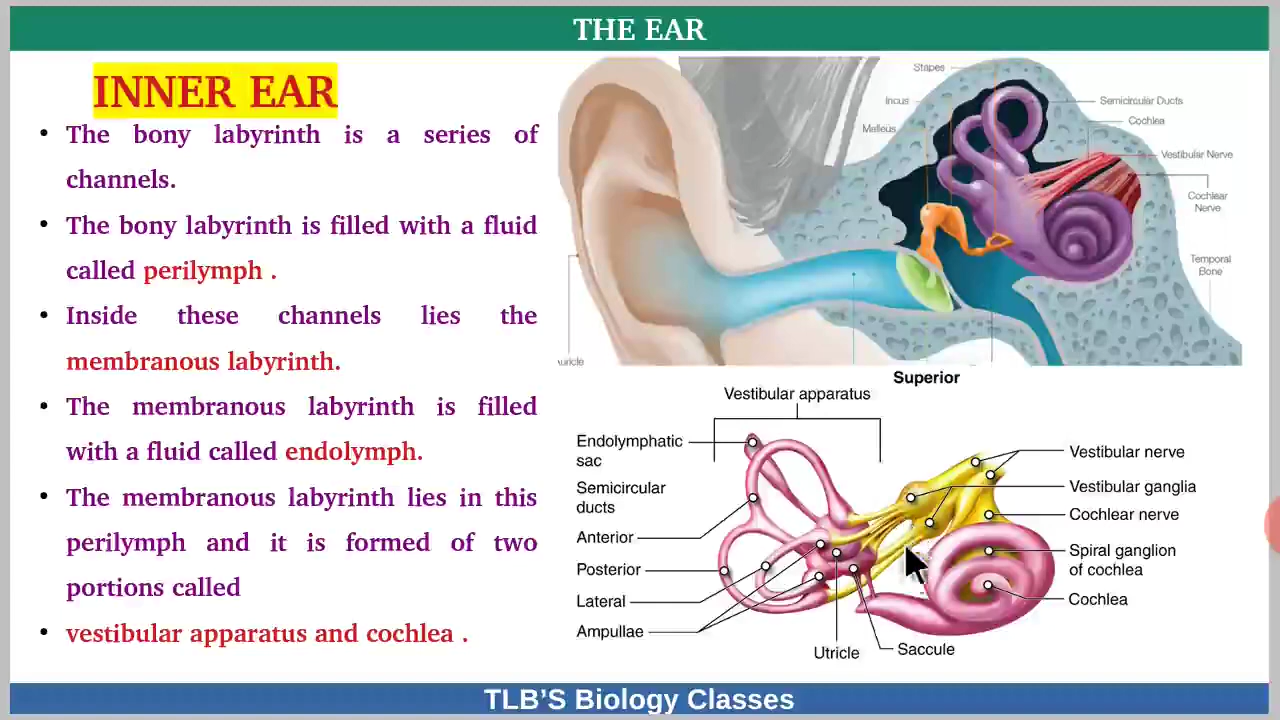 THE EAR
INNER EAR
• The bony labyrinth is a series of
channels.
• The bony labyrinth is filled with a fluid
called perilymph .
• Inside these channels lies the
membranous labyrinth.
• The membranous labyrinth is filled
with a fluid called endolymph.
• The membranous labyrinth lies in this
perilymph and it is formed of two
portions called
• vestibular apparatus and cochlea .
Stapes
Incus
Malleus
Semicircular Ducts
Cochlea
Vestibular Nerve
Cochlear
Nerve
Temporal
Bone
uricle
Superior
Vestibular apparatus
Endolymphatic
sac
Semicircular
ducts
Anterior
Posterior
Lateral
Ampullae
Utricle
Saccule
Vestibular nerve
Vestibular ganglia
Cochlear nerve
Spiral ganglion
of cochlea
Cochlea
TLB'S Biology Classes